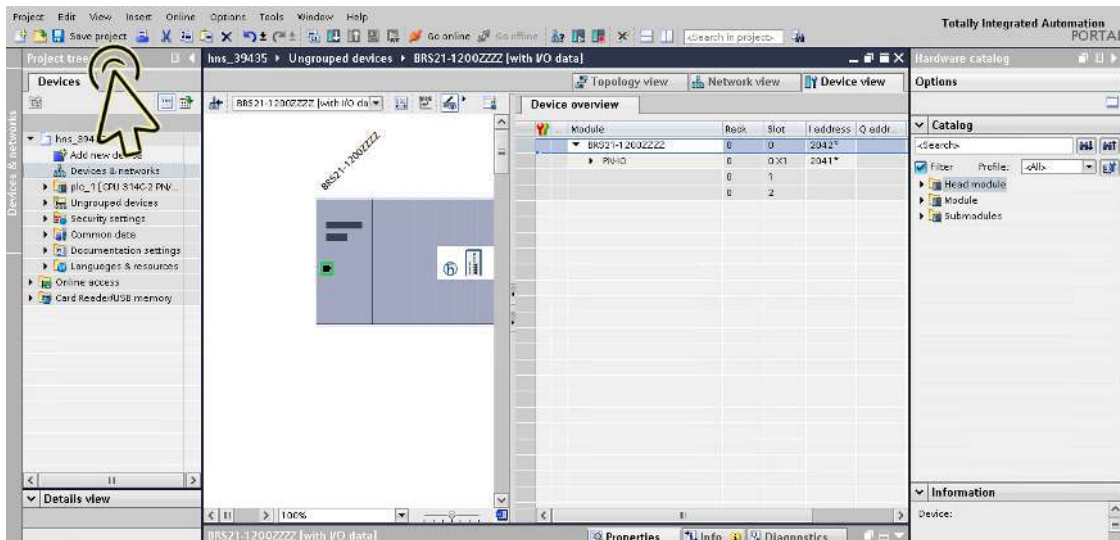 Project Edit View Insert Online Options Tools Window Help
Totally Integrated Automation
PORTAL
Save project
Go online
Go offline
<Search in project>
Project tree
hns_39435 ▸ Ungrouped devices ▸ BRS21-1200ZZZZ [with I/O data]
Hardware catalog
Devices
Topology view
Network view
Device view
Options
BRS21-1200ZZZZ [with I/O da
Device overview
Devices & networks
Module Rack Slot I address Q addr...
BRS21-1200ZZZZ 0 0 2042*
PN-IO 0 0 X1 2041*
0 1
0 2
Catalog
<Search>
Filter Profile: <All>
Head module
Module
Submodules
Add new
Devices & networks
plc_1 [CPU 314C-2 PN/...
Ungrouped devices
Security settings
Common data
Documentation settings
Languages & resources
Online access
Card Reader/USB memory
BRS21-1200ZZZZ
Details view
100%
Information
Device:
BRS21-1200ZZZZ [with I/O data]
Properties
Info
Diagnostics